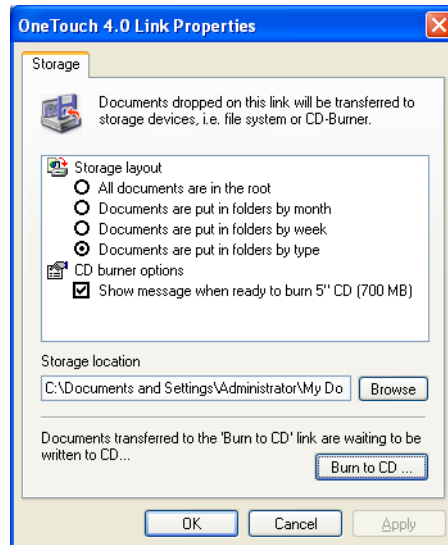 OneTouch 4.0 Link Properties
Storage
Documents dropped on this link will be transferred to
storage devices, i.e. file system or CD-Burner.
Storage layout
All documents are in the root
Documents are put in folders by month
Documents are put in folders by week
Documents are put in folders by type
CD burner options
Show message when ready to burn 5" CD (700 MB)
Storage location
C:\Documents and Settings\Administrator\My Do
Browse
Documents transferred to the 'Burn to CD' link are waiting to be
written to CD...
Burn to CD ...
OK
Cancel
Apply